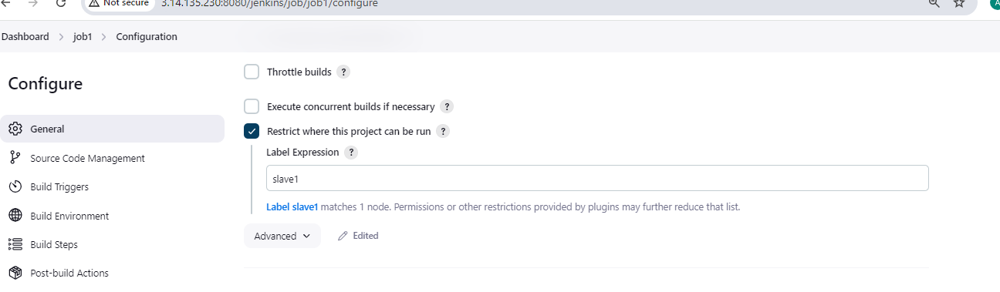 Not secure 3.14.135.230:8080/jenkins/job/job1/configure
A
Dashboard > job1 > Configuration
Configure
General
Source Code Management
Build Triggers
Build Environment
Build Steps
Post-build Actions
Throttle builds ?
Execute concurrent builds if necessary ?
Restrict where this project can be run ?
Label Expression ?
slave1
Label slave1 matches 1 node. Permissions or other restrictions provided by plugins may further reduce that list.
Advanced
Edited